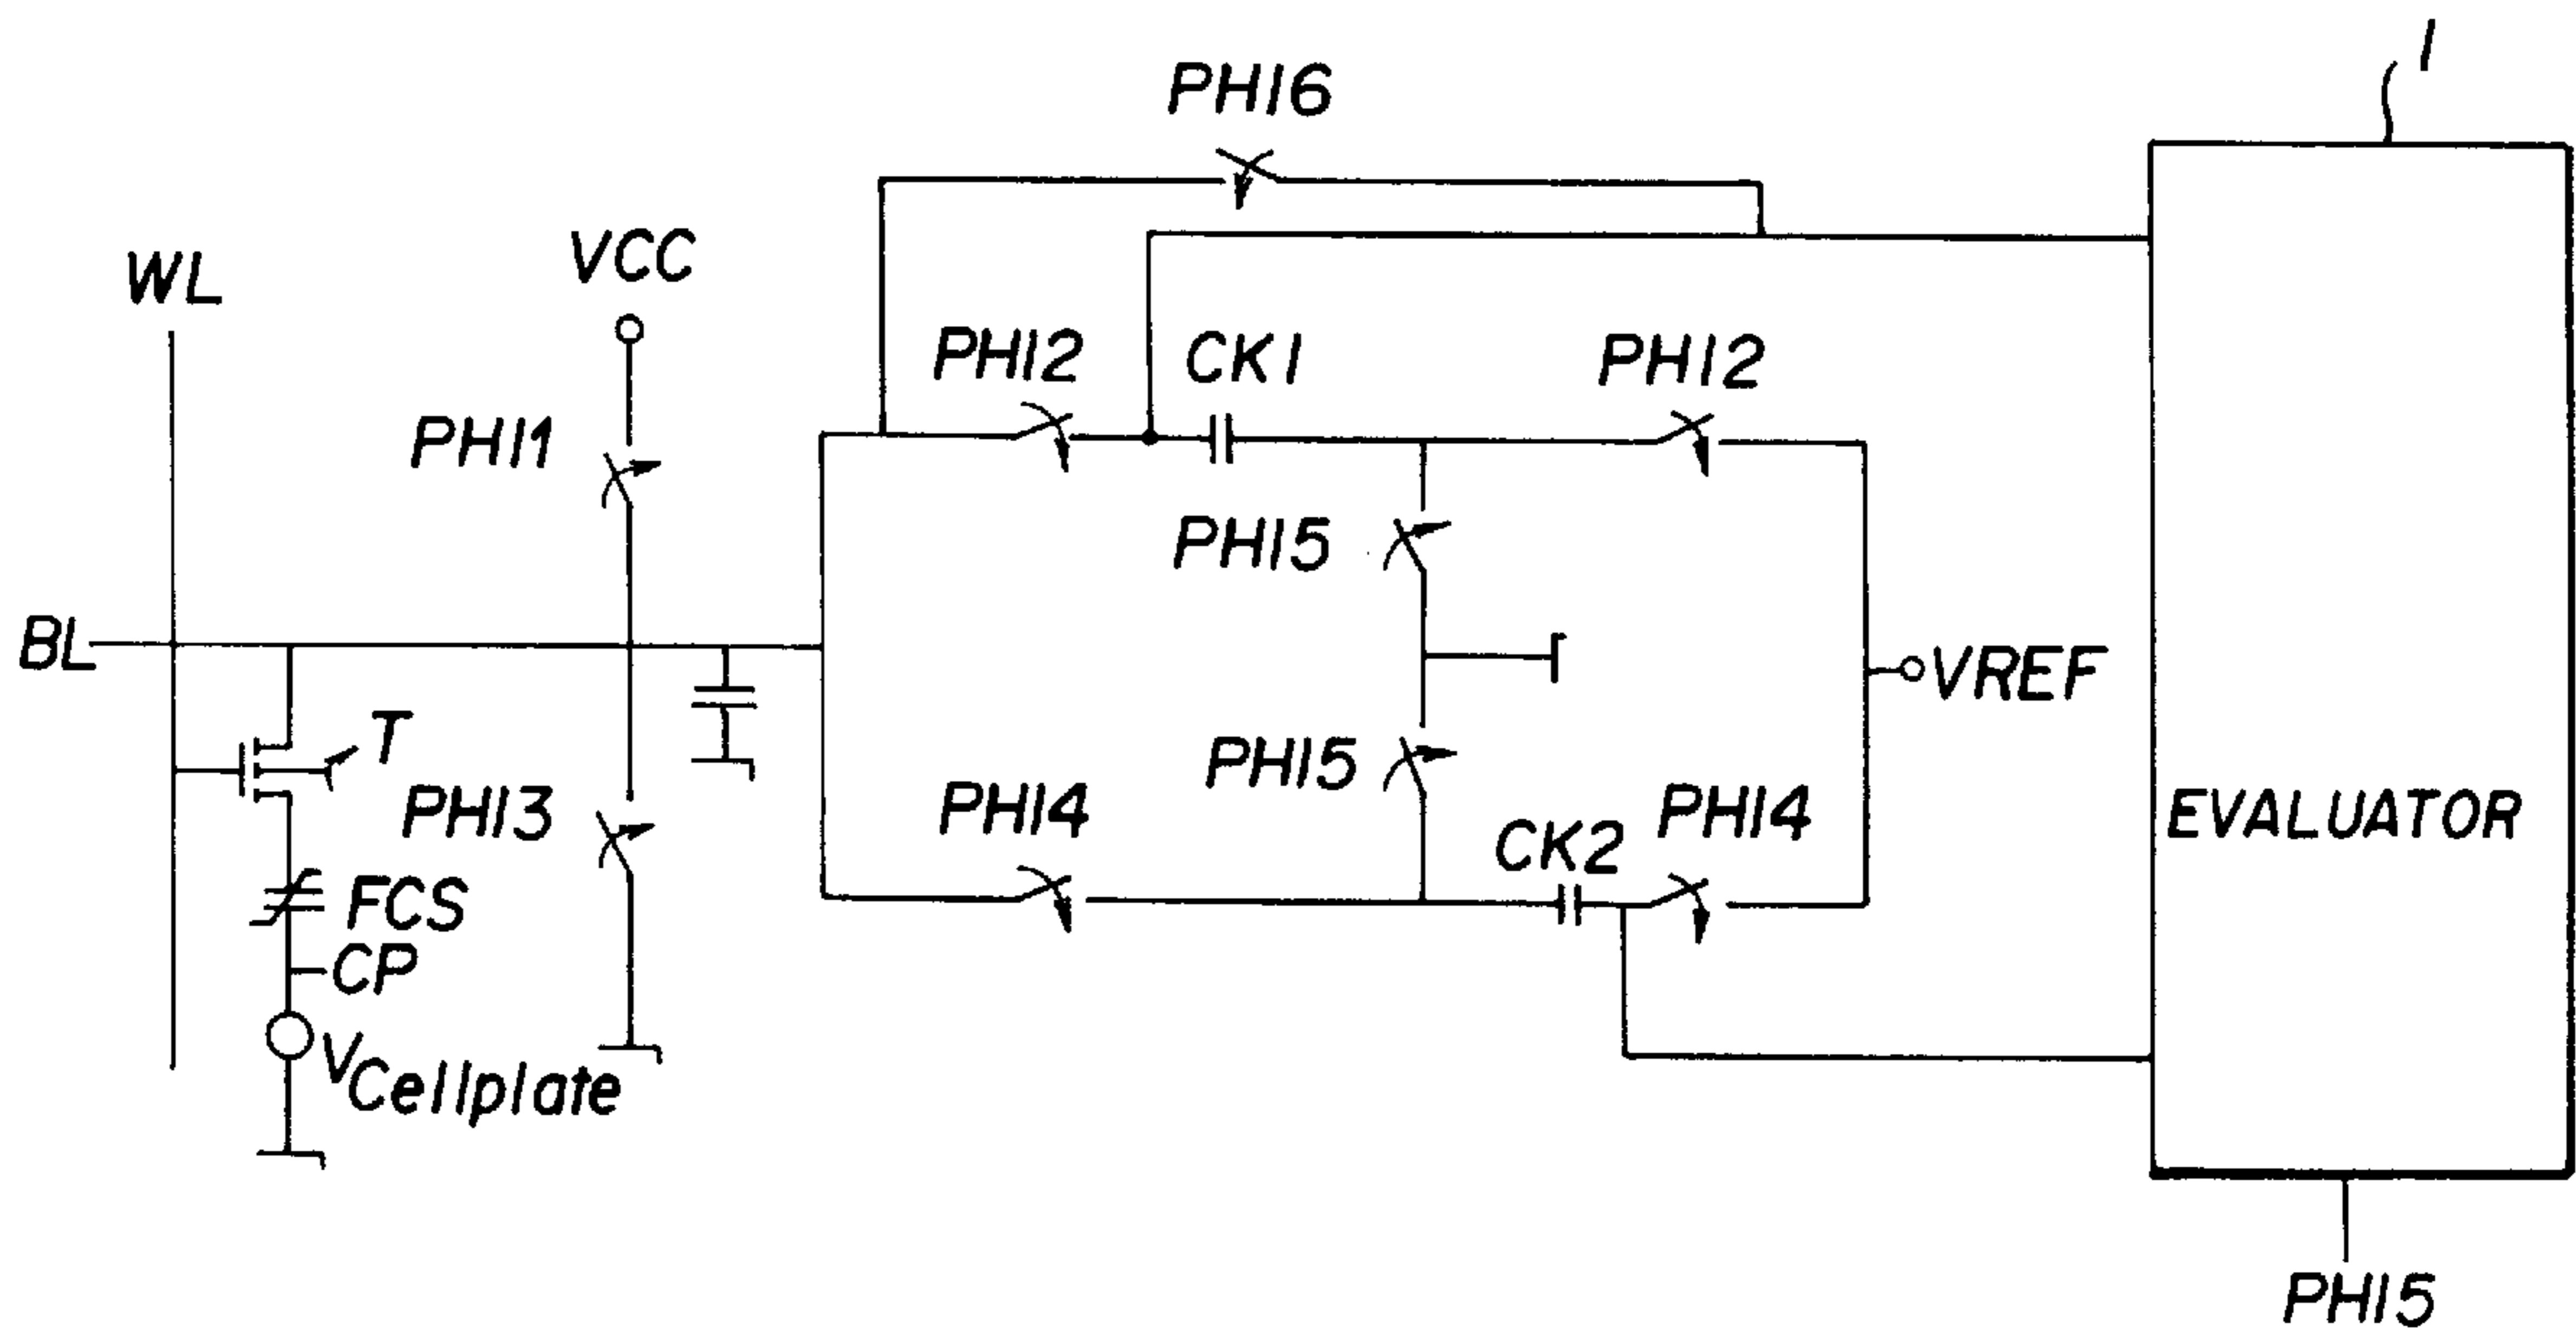 1
PHI6
WL
VCC
PHI2
CK1
PHI2
PHI1
PHI5
BL
VREF
T
PHI5
PHI3
PHI4
CK2
PHI4
EVALUATOR
FCS
CP
VCellplate
PHI5